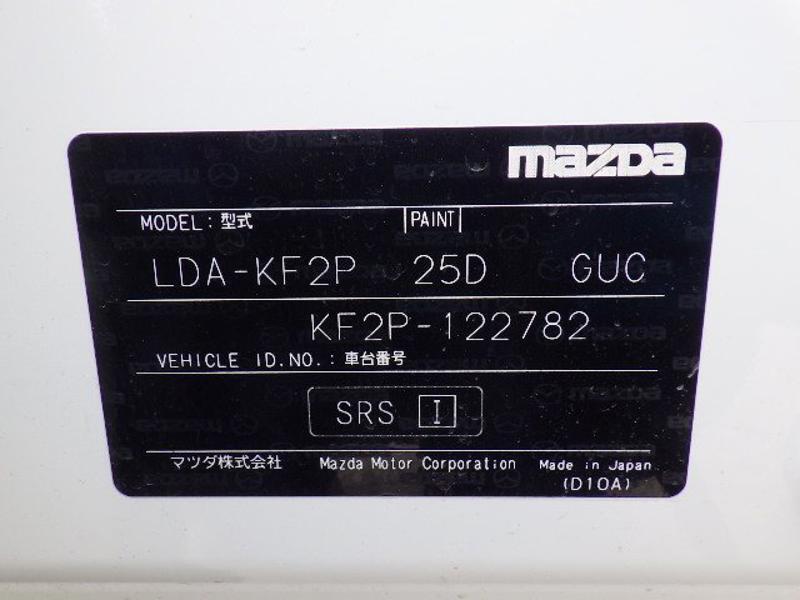 mazda
MODEL: 型式 PAINT
LDA-KF2P 25D GUC
KF2P-122782
VEHICLE ID.NO.: 車台番号
SRS I
マツダ株式会社 Mazda Motor Corporation Made in Japan
(D10A)